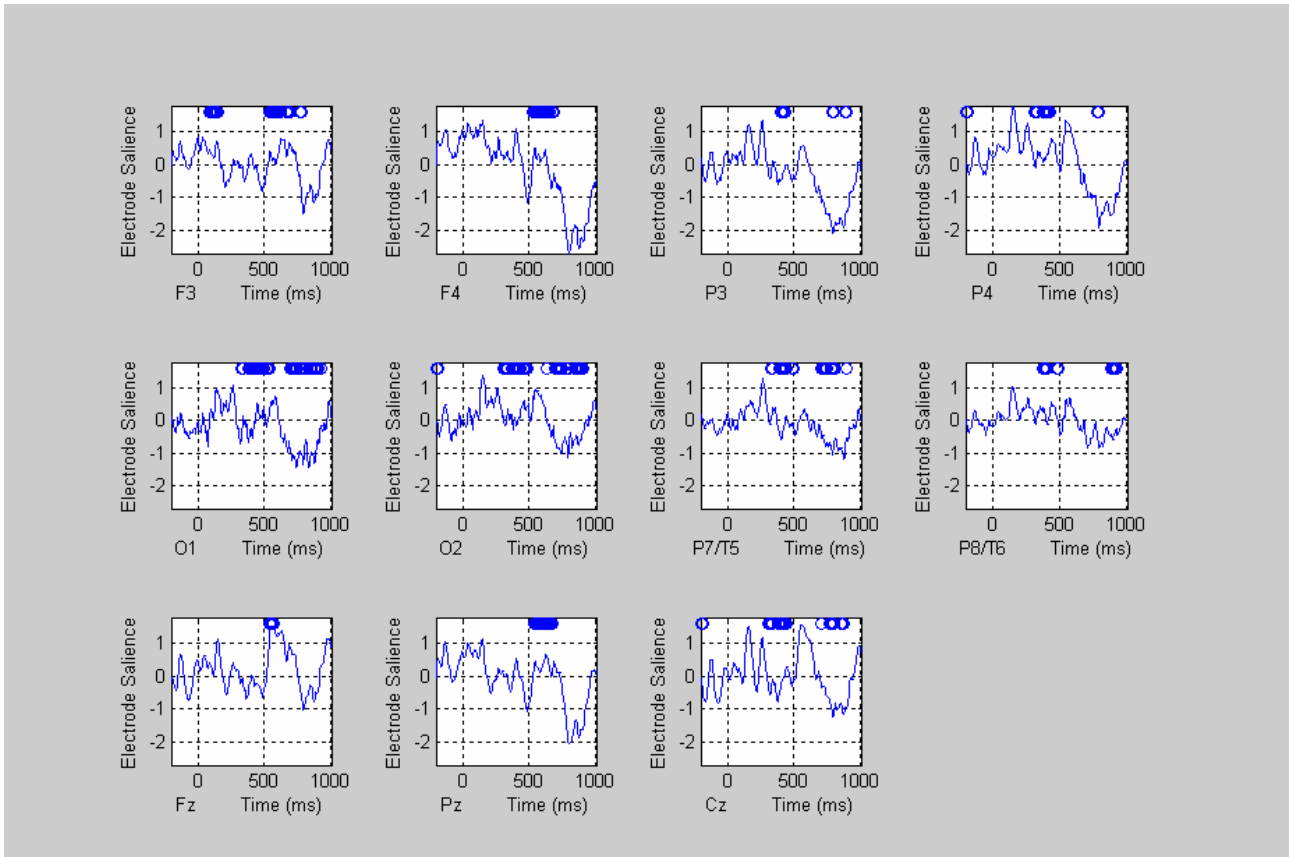 Electrode Salience
1
0
-1
-2
0 500 1000
F3 Time (ms)
Electrode Salience
1
0
-1
-2
0 500 1000
F4 Time (ms)
Electrode Salience
1
0
-1
-2
0 500 1000
P3 Time (ms)
Electrode Salience
1
0
-1
-2
0 500 1000
P4 Time (ms)
Electrode Salience
1
0
-1
-2
0 500 1000
O1 Time (ms)
Electrode Salience
1
0
-1
-2
0 500 1000
O2 Time (ms)
Electrode Salience
1
0
-1
-2
0 500 1000
P7/T5 Time (ms)
Electrode Salience
1
0
-1
-2
0 500 1000
P8/T6 Time (ms)
Electrode Salience
1
0
-1
-2
0 500 1000
Fz Time (ms)
Electrode Salience
1
0
-1
-2
0 500 1000
Pz Time (ms)
Electrode Salience
1
0
-1
-2
0 500 1000
Cz Time (ms)